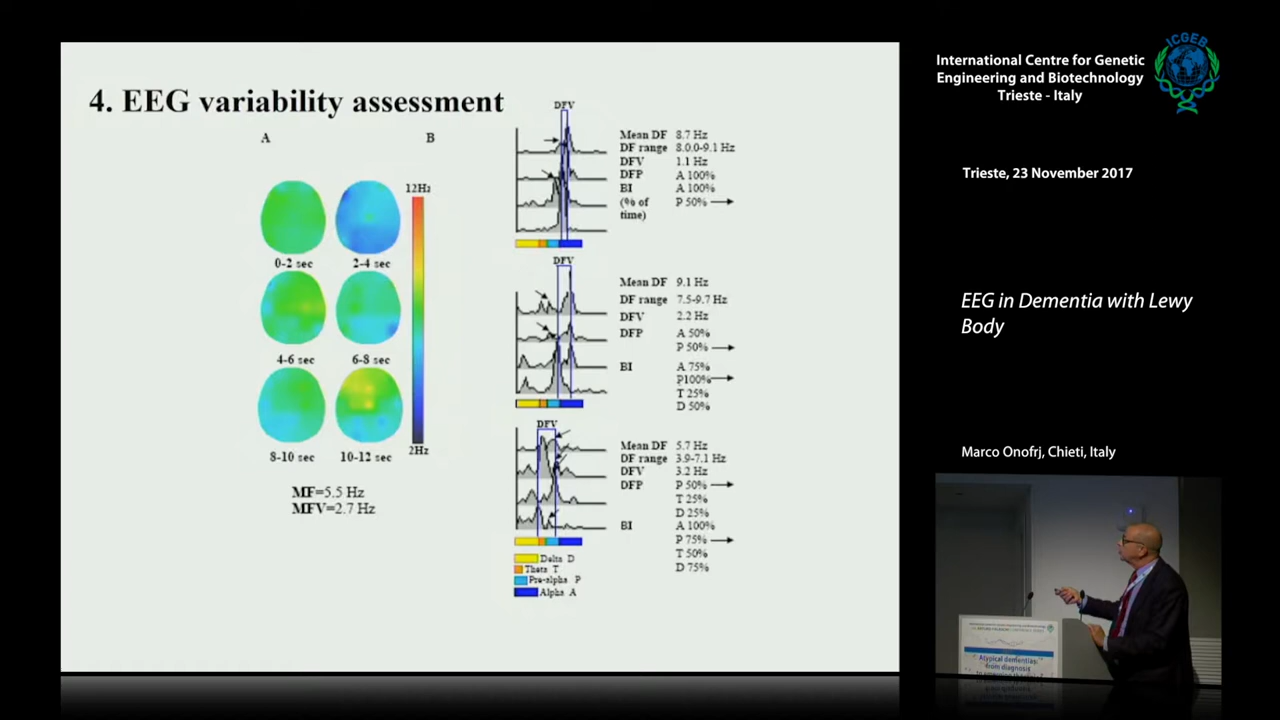 4. EEG variability assessment
A
B
12Hz
0-2 sec
2-4 sec
4-6 sec
6-8 sec
8-10 sec
10-12 sec
2Hz
MF=5.5 Hz
MFV=2.7 Hz
DFV
Mean DF 8.7 Hz
DF range 8.0.0-9.1 Hz
DFV 1.1 Hz
DFP A 100%
BI A 100%
(% of P 50%
time)
DFV
Mean DF 9.1 Hz
DF range 7.5-9.7 Hz
DFV 2.2 Hz
DFP A 50%
P 50%
BI A 75%
P100%
T 25%
D 50%
DFV
Mean DF 5.7 Hz
DF range 3.9-7.1 Hz
DFV 3.2 Hz
DFP P 50%
T 25%
D 25%
BI A 100%
P 75%
T 50%
D 75%
Delta D
Theta T
Pre-alpha P
Alpha A
International Centre for Genetic
Engineering and Biotechnology
Trieste - Italy
ICGEB
Trieste, 23 November 2017
EEG in Dementia with Lewy
Body
Marco Onofrj, Chieti, Italy
Atypical dementias:
from diagnosis